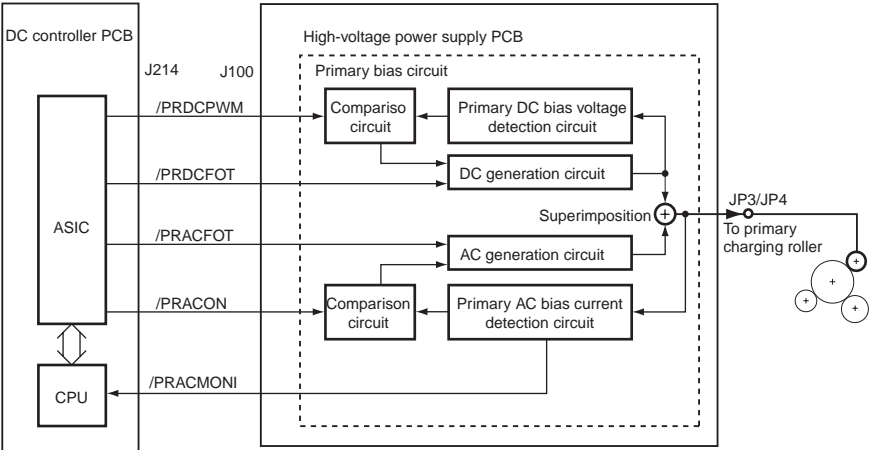 DC controller PCB
J214
J100
High-voltage power supply PCB
Primary bias circuit
/PRDCPWM
Compariso
circuit
Primary DC bias voltage
detection circuit
/PRDCFOT
DC generation circuit
ASIC
Superimposition
JP3/JP4
To primary
charging roller
/PRACFOT
AC generation circuit
/PRACON
Comparison
circuit
Primary AC bias current
detection circuit
/PRACMONI
CPU